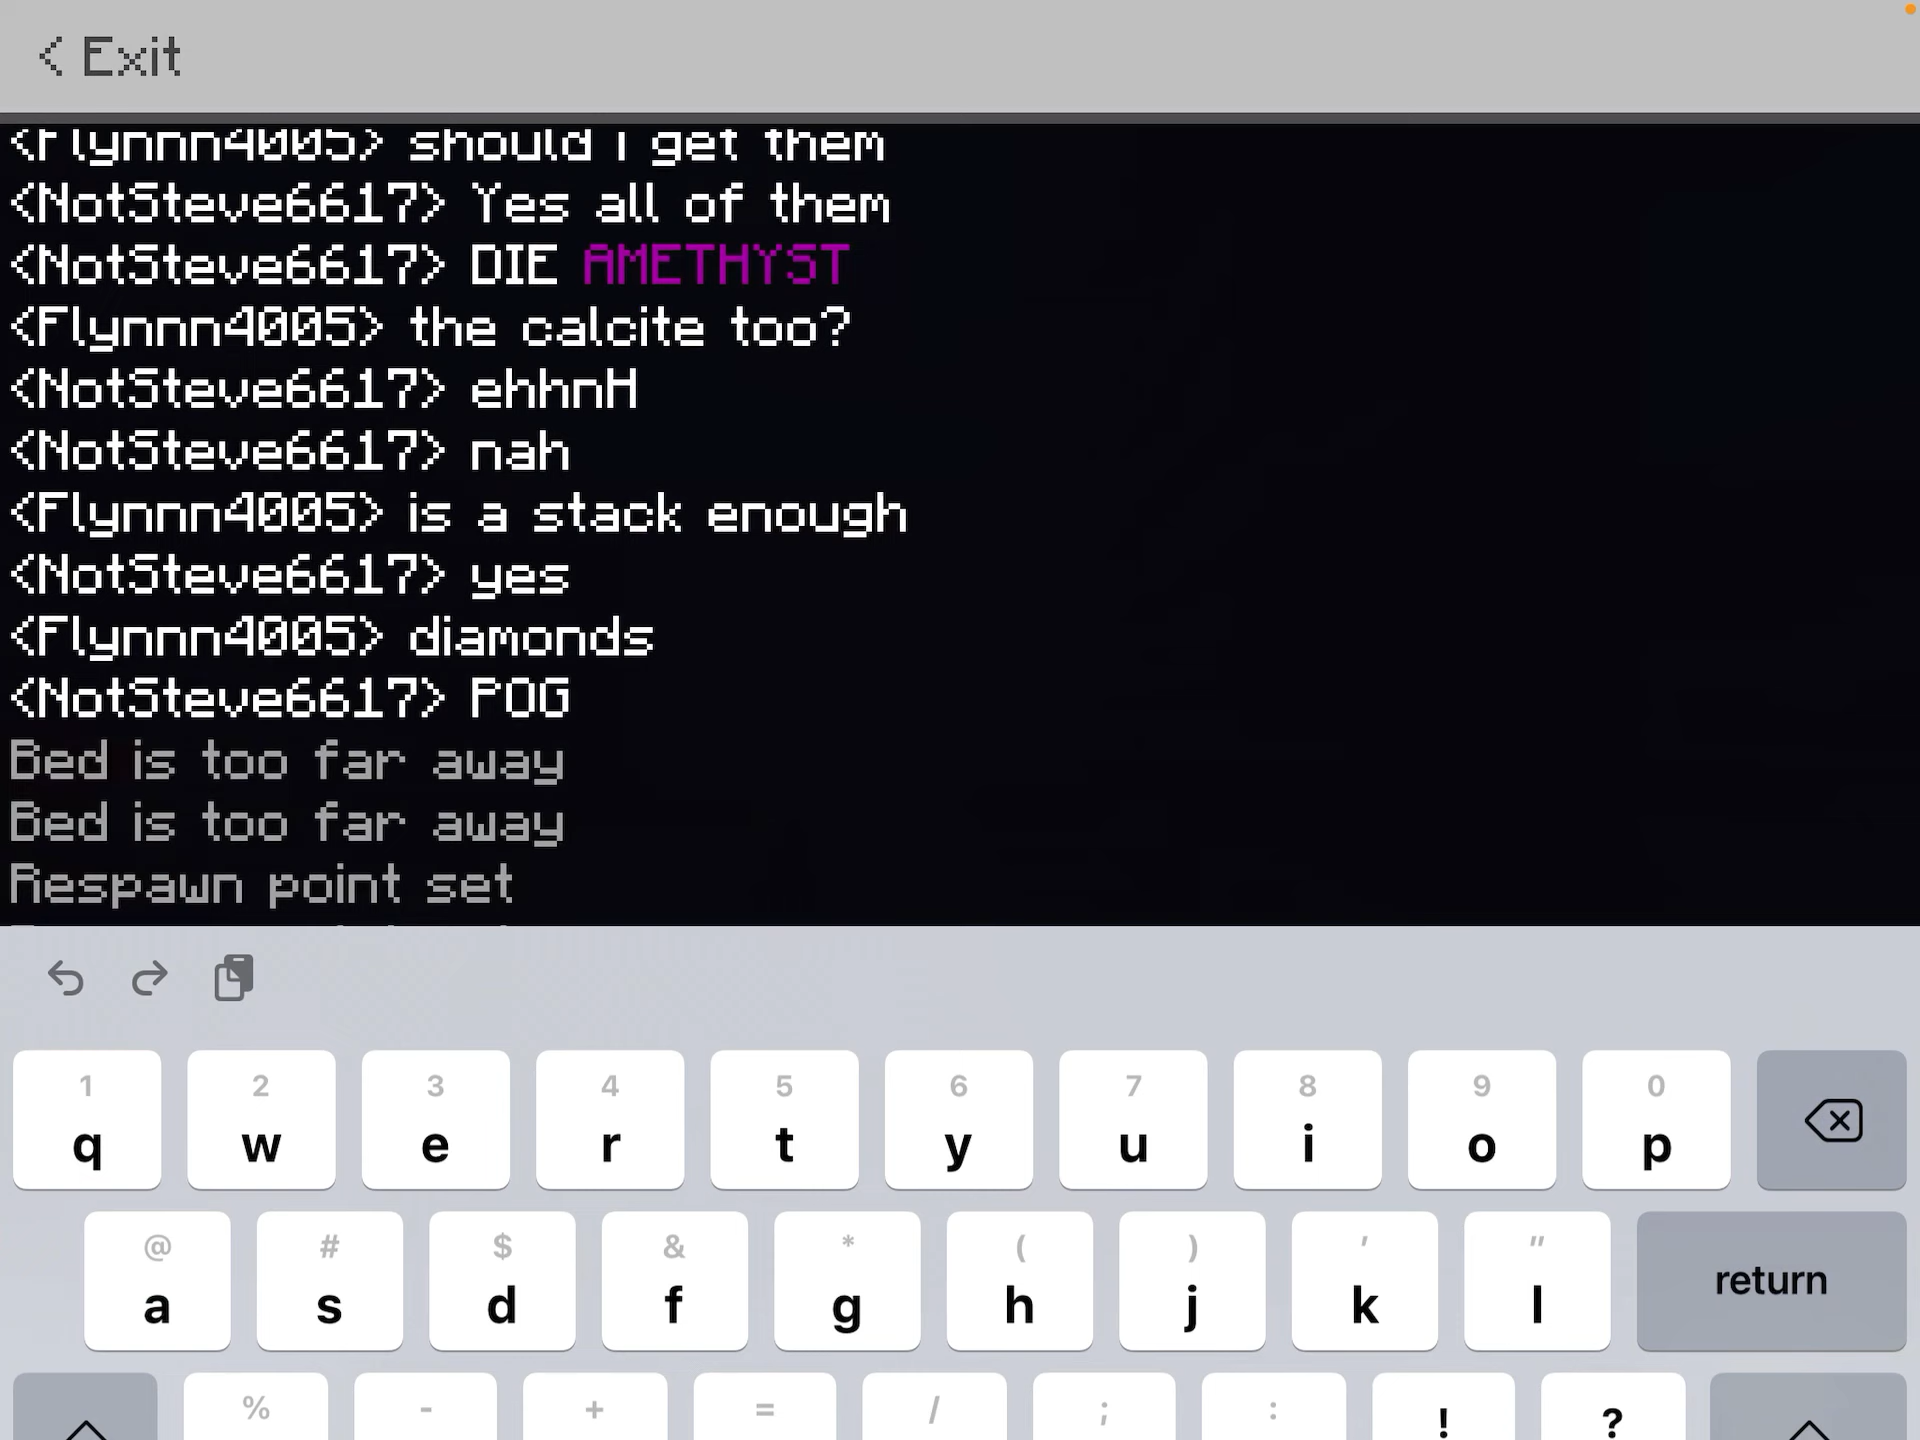 < Exit
<Flynnn4005> should i get them
<NotSteve6617> Yes all of them
<NotSteve6617> DIE AMETHYST
<Flynnn4005> the calcite too?
<NotSteve6617> ehhnH
<NotSteve6617> nah
<Flynnn4005> is a stack enough
<NotSteve6617> yes
<Flynnn4005> diamonds
<NotSteve6617> POG
Bed is too far away
Bed is too far away
Respawn point set
1 2 3 4 5 6 7 8 9 0
q w e r t y u i o p
@ # $ & * ( ) ' "
a s d f g h j k l return
% - + = / ; : ! ?